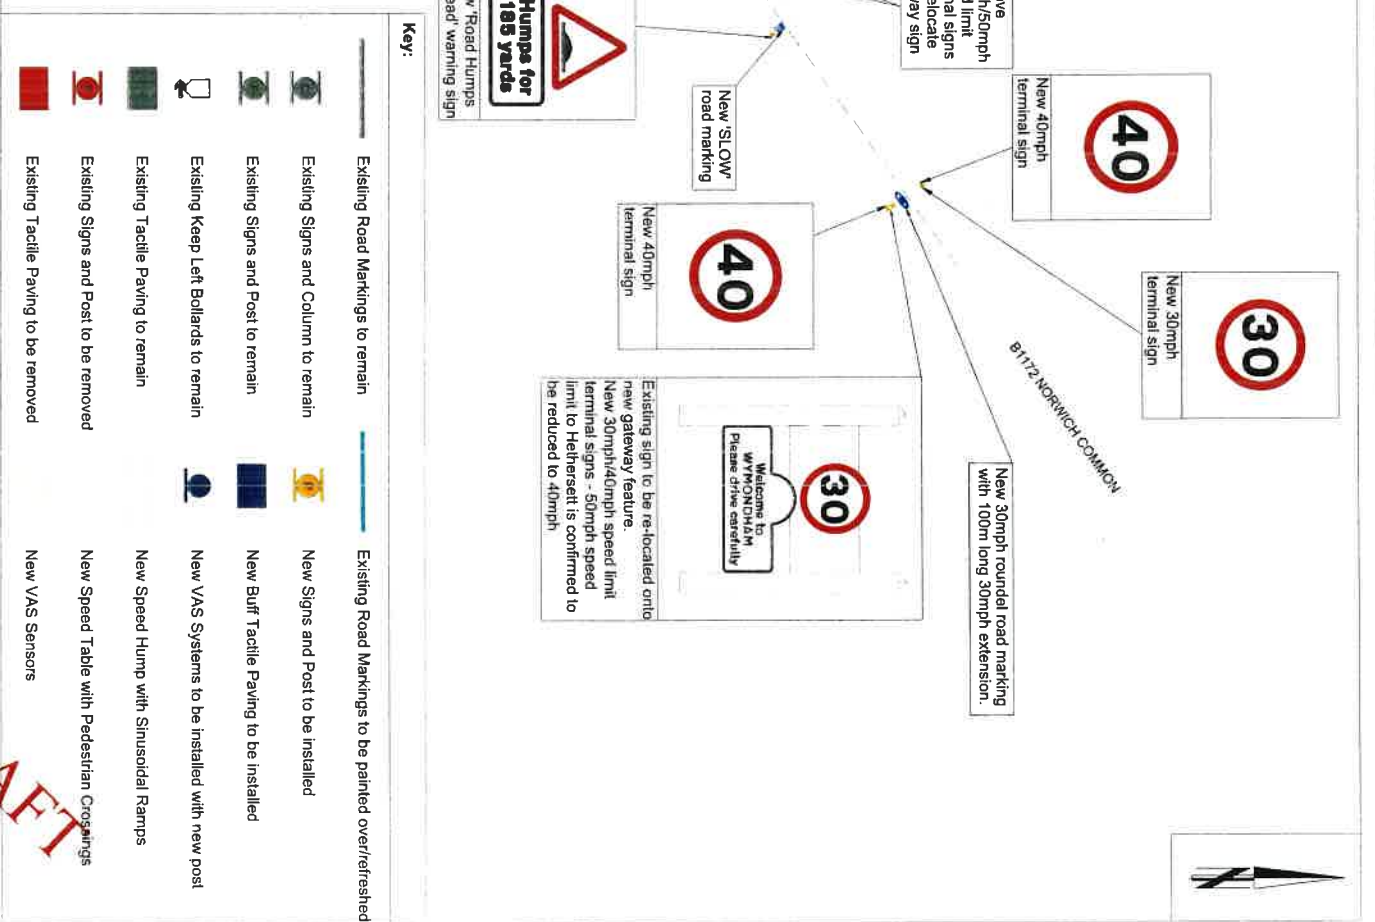 h/50mph
d limit
nal signs
elocate
way sign
New 40mph
terminal sign
40
New 30mph
terminal sign
30
Humps for
185 yards
w 'Road Humps
ead' warning sign
New 'SLOW'
road marking
New 40mph
terminal sign
40
B1172 NORWICH COMMON
New 30mph roundel road marking
with 100m long 30mph extension.
30
Welcome to
WYMONDHAM
Please drive carefully
Existing sign to be re-located onto
new gateway feature.
New 30mph/40mph speed limit
terminal signs - 50mph speed
limit to Hethersett is confirmed to
be reduced to 40mph
Key:
Existing Road Markings to remain
Existing Signs and Column to remain
Existing Signs and Post to remain
Existing Keep Left Bollards to remain
Existing Tactile Paving to remain
Existing Signs and Post to be removed
Existing Tactile Paving to be removed
Existing Road Markings to be painted over/refreshed
New Signs and Post to be installed
New Buff Tactile Paving to be installed
New VAS Systems to be installed with new post
New Speed Hump with Sinusoidal Ramps
New Speed Table with Pedestrian Crossings
New VAS Sensors
AFT